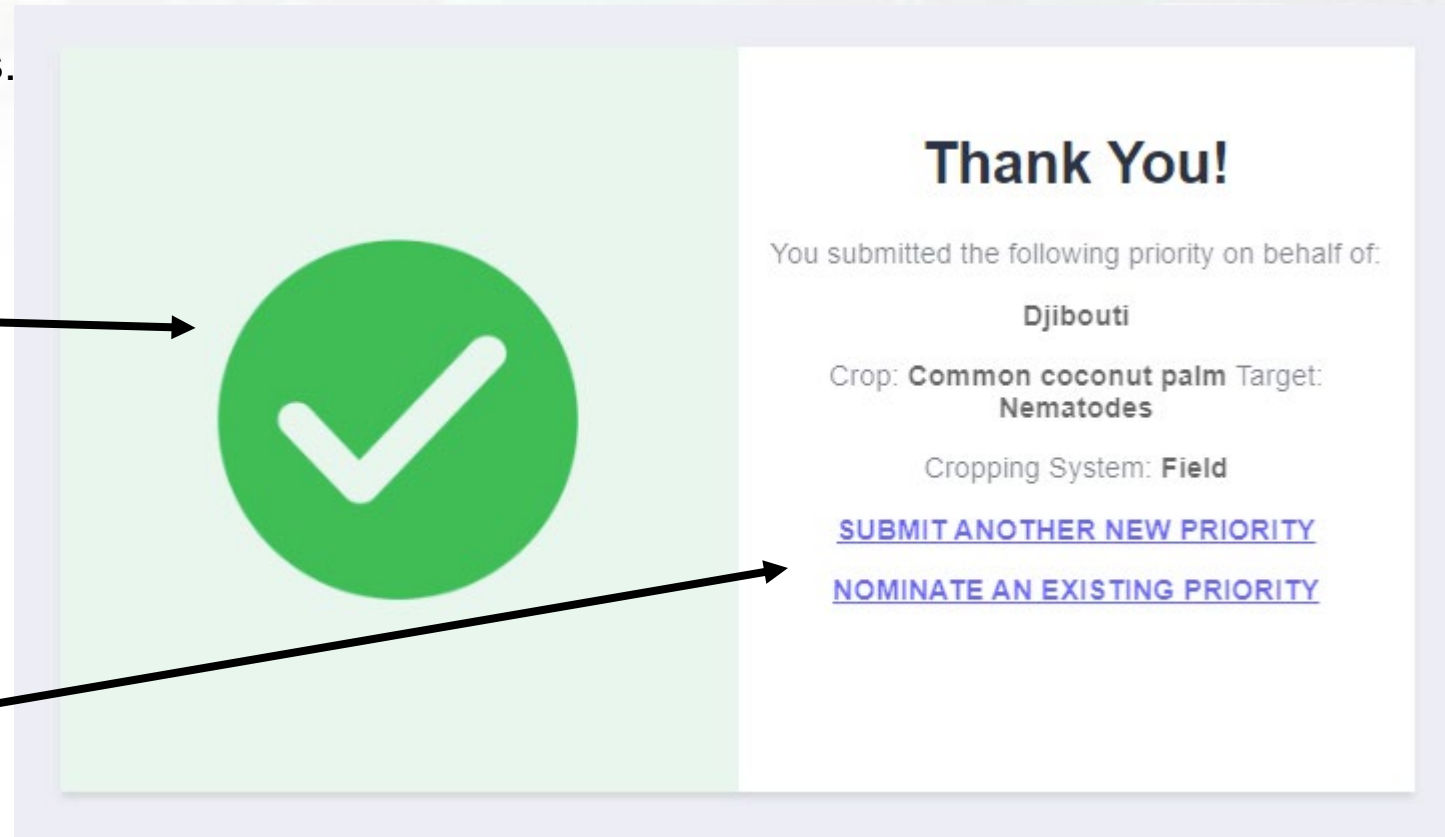 s.
Thank You!
You submitted the following priority on behalf of:
Djibouti
Crop: Common coconut palm Target:
Nematodes
Cropping System: Field
SUBMIT ANOTHER NEW PRIORITY
NOMINATE AN EXISTING PRIORITY